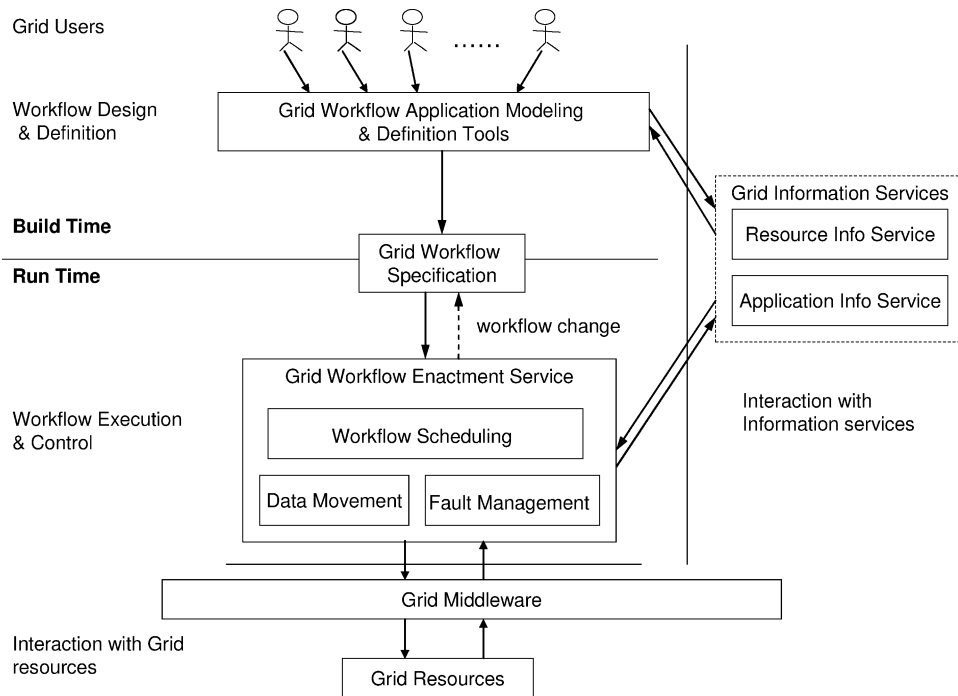 Grid Users
......
Workflow Design
& Definition
Grid Workflow Application Modeling
& Definition Tools
Grid Information Services
Resource Info Service
Application Info Service
Build Time
Run Time
Grid Workflow
Specification
workflow change
Grid Workflow Enactment Service
Workflow Scheduling
Data Movement
Fault Management
Workflow Execution
& Control
Interaction with
Information services
Grid Middleware
Interaction with Grid
resources
Grid Resources